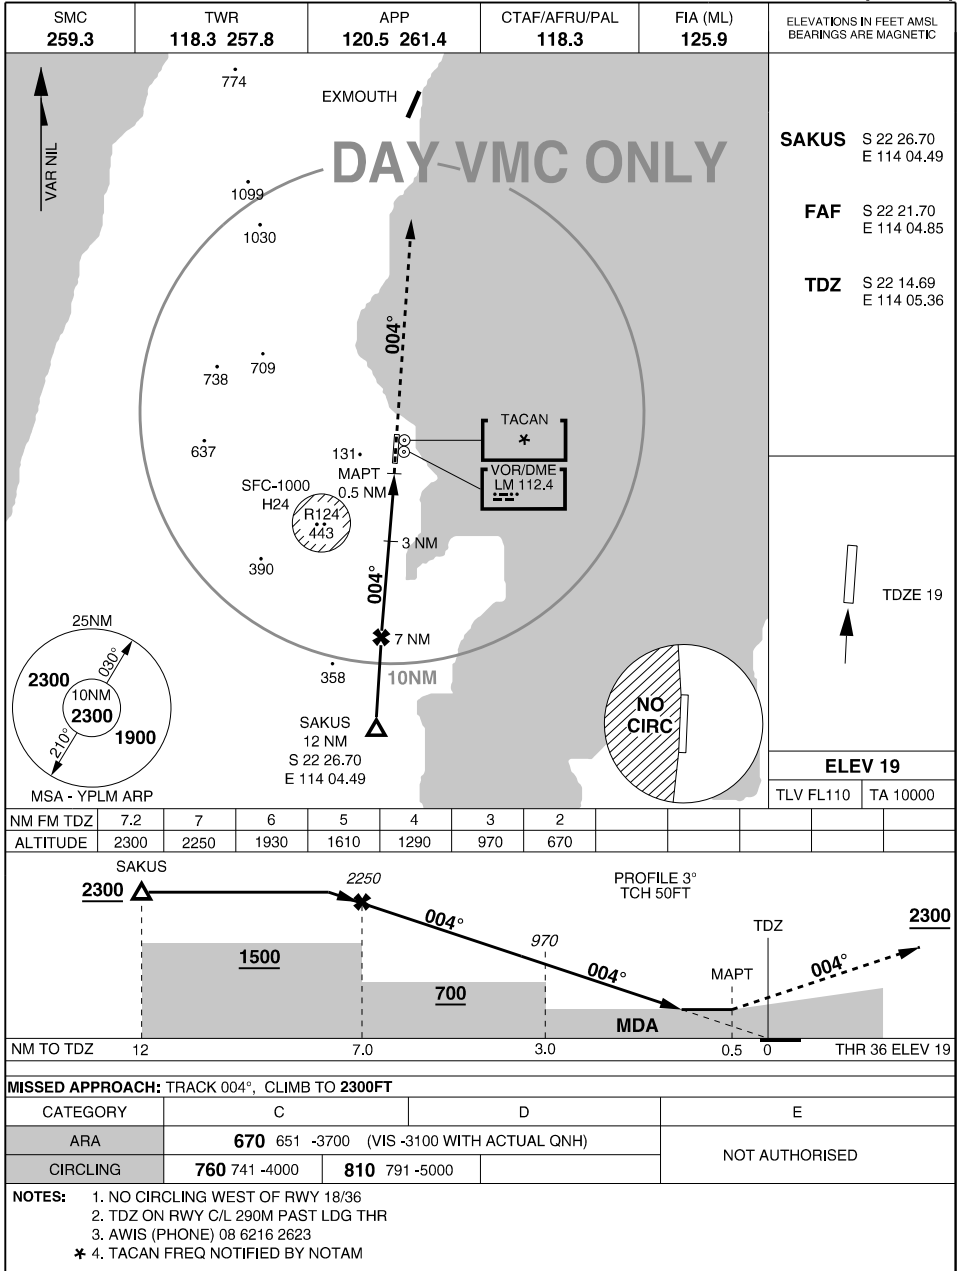 SMC TWR APP CTAF/AFRU/PAL FIA (ML)
259.3 118.3 257.8 120.5 261.4 118.3 125.9
ELEVATIONS IN FEET AMSL
BEARINGS ARE MAGNETIC
VAR NIL
774
EXMOUTH
DAY VMC ONLY
1099
1030
004°
709
738
637
131
MAPT
0.5 NM
TACAN
*
VOR/DME
LM 112.4
SFC-1000
H24
R124
443
3 NM
390
004°
7 NM
358
10NM
SAKUS
12 NM
S 22 26.70
E 114 04.49
25NM
2300
030°
10NM
2300
1900
210°
MSA - YPLM ARP
NO
CIRC
SAKUS S 22 26.70
E 114 04.49
FAF S 22 21.70
E 114 04.85
TDZ S 22 14.69
E 114 05.36
TDZE 19
ELEV 19
TLV FL110 TA 10000
NM FM TDZ 7.2 7 6 5 4 3 2
ALTITUDE 2300 2250 1930 1610 1290 970 670
SAKUS
2300
2250
PROFILE 3°
TCH 50FT
004°
970
TDZ
2300
1500
004°
MAPT
004°
700
MDA
NM TO TDZ 12 7.0 3.0 0.5 0 THR 36 ELEV 19
MISSED APPROACH: TRACK 004°, CLIMB TO 2300FT
CATEGORY C D E
ARA 670 651 -3700 (VIS -3100 WITH ACTUAL QNH)
NOT AUTHORISED
CIRCLING 760 741 -4000 810 791 -5000
NOTES: 1. NO CIRCLING WEST OF RWY 18/36
2. TDZ ON RWY C/L 290M PAST LDG THR
3. AWIS (PHONE) 08 6216 2623
* 4. TACAN FREQ NOTIFIED BY NOTAM